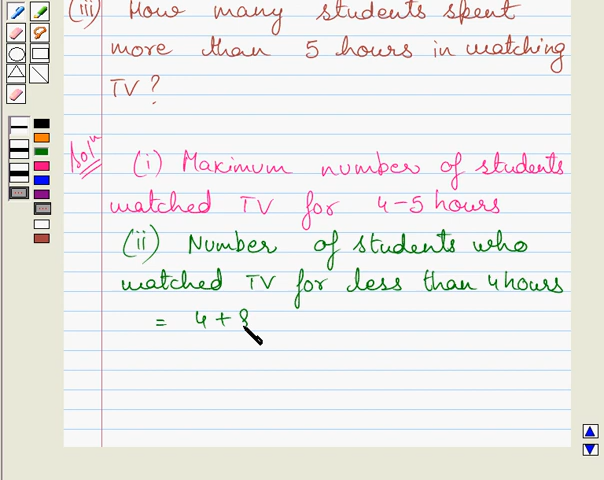 (iii) How many students spent
more than 5 hours in watching
TV?
Solⁿ (i) Maximum number of students
watched TV for 4-5 hours
(ii) Number of students who
watched TV for less than 4 hours
= 4 + 8